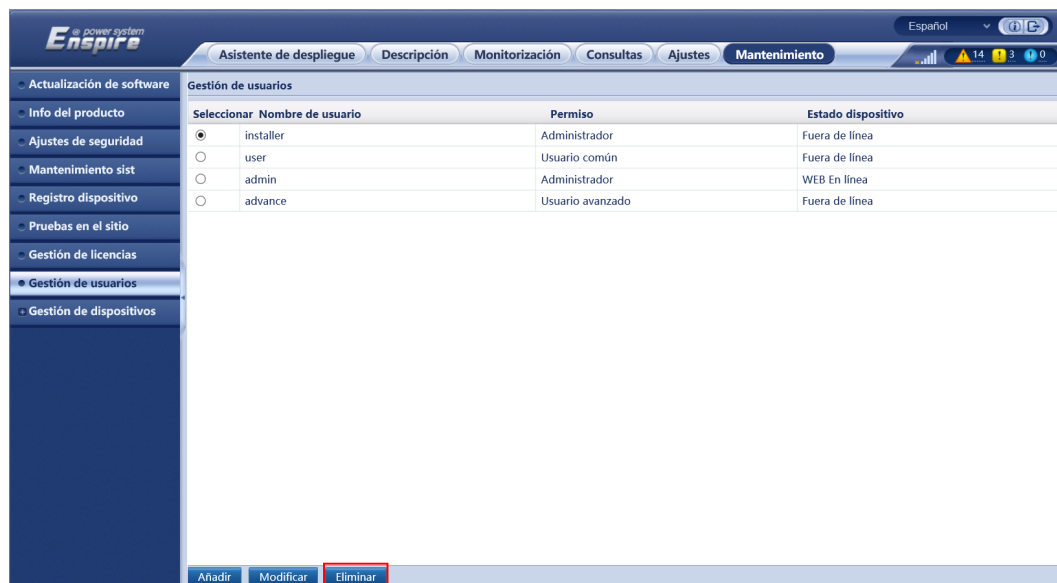 @ power system
Enspire
Español
Asistente de despliegue Descripción Monitorización Consultas Ajustes Mantenimiento
14 3 0
Actualización de software
Info del producto
Ajustes de seguridad
Mantenimiento sist
Registro dispositivo
Pruebas en el sitio
Gestión de licencias
Gestión de usuarios
Gestión de dispositivos
Gestión de usuarios
Seleccionar Nombre de usuario Permiso Estado dispositivo
installer Administrador Fuera de línea
user Usuario común Fuera de línea
admin Administrador WEB En línea
advance Usuario avanzado Fuera de línea
Añadir Modificar Eliminar